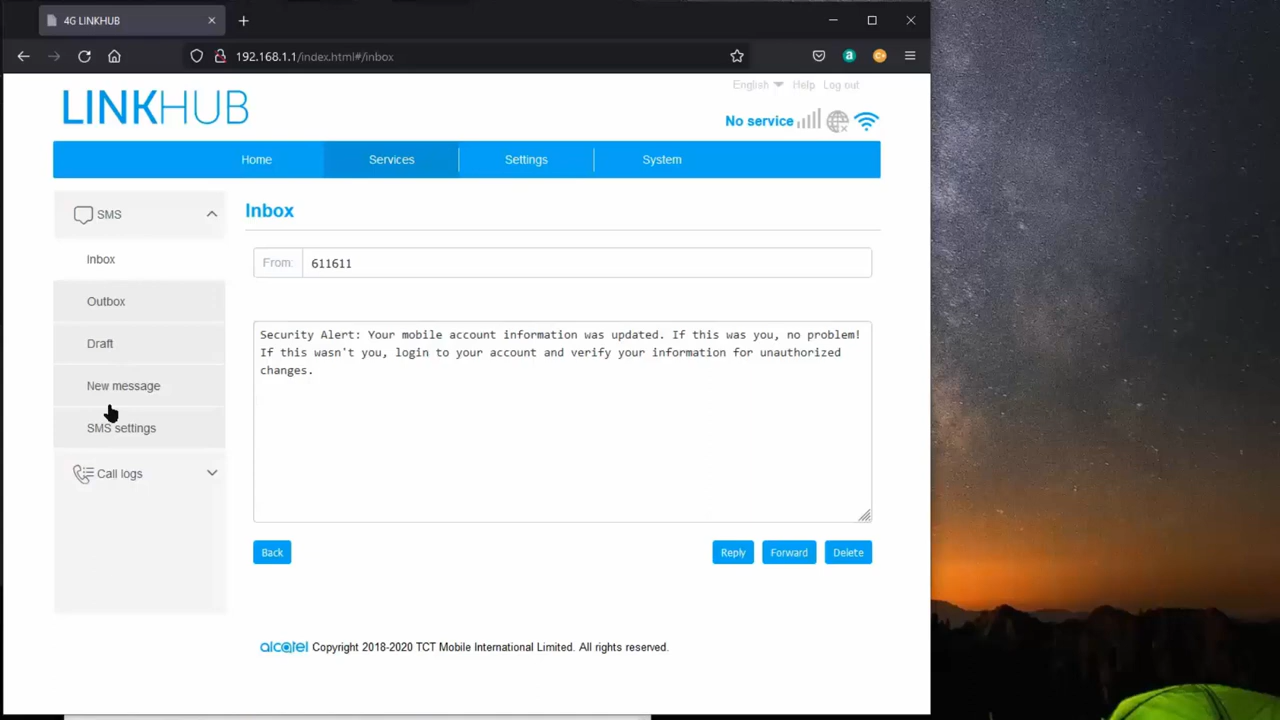 4G LINKHUB
192.168.1.1/index.html#/inbox
English Help Log out
LINKHUB
No service
Home Services Settings System
SMS
Inbox
Outbox
Draft
New message
SMS settings
Call logs
Inbox
From: 611611
Security Alert: Your mobile account information was updated. If this was you, no problem!
If this wasn't you, login to your account and verify your information for unauthorized
changes.
Back Reply Forward Delete
alcatel Copyright 2018-2020 TCT Mobile International Limited. All rights reserved.